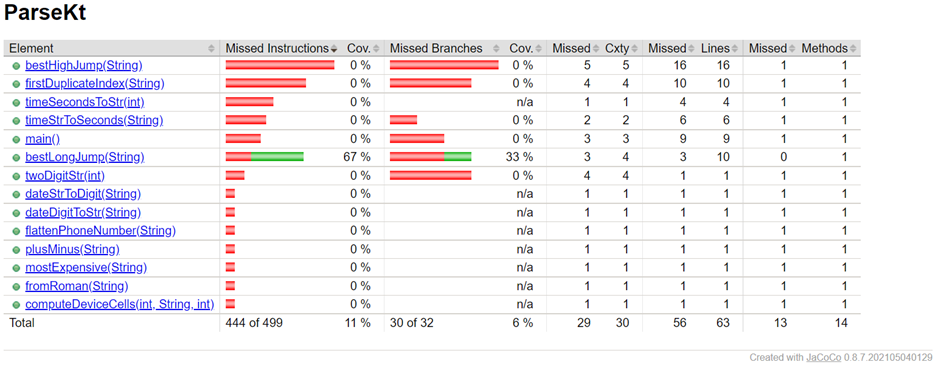 ParseKt
Element Missed Instructions Cov. Missed Branches Cov. Missed Cxty Missed Lines Missed Methods
bestHighJump(String) 0 % 0 % 5 5 16 16 1 1
firstDuplicateIndex(String) 0 % 0 % 4 4 10 10 1 1
timeSecondsToStr(int) 0 % n/a 1 1 4 4 1 1
timeStrToSeconds(String) 0 % 0 % 2 2 6 6 1 1
main() 0 % 0 % 3 3 9 9 1 1
bestLongJump(String) 67 % 33 % 3 4 3 10 0 1
twoDigitStr(int) 0 % 0 % 4 4 1 1 1 1
dateStrToDigit(String) 0 % n/a 1 1 1 1 1 1
dateDigitToStr(String) 0 % n/a 1 1 1 1 1 1
flattenPhoneNumber(String) 0 % n/a 1 1 1 1 1 1
plusMinus(String) 0 % n/a 1 1 1 1 1 1
mostExpensive(String) 0 % n/a 1 1 1 1 1 1
fromRoman(String) 0 % n/a 1 1 1 1 1 1
computeDeviceCells(int, String, int) 0 % n/a 1 1 1 1 1 1
Total 444 of 499 11 % 30 of 32 6 % 29 30 56 63 13 14
Created with JaCoCo 0.8.7.202105040129